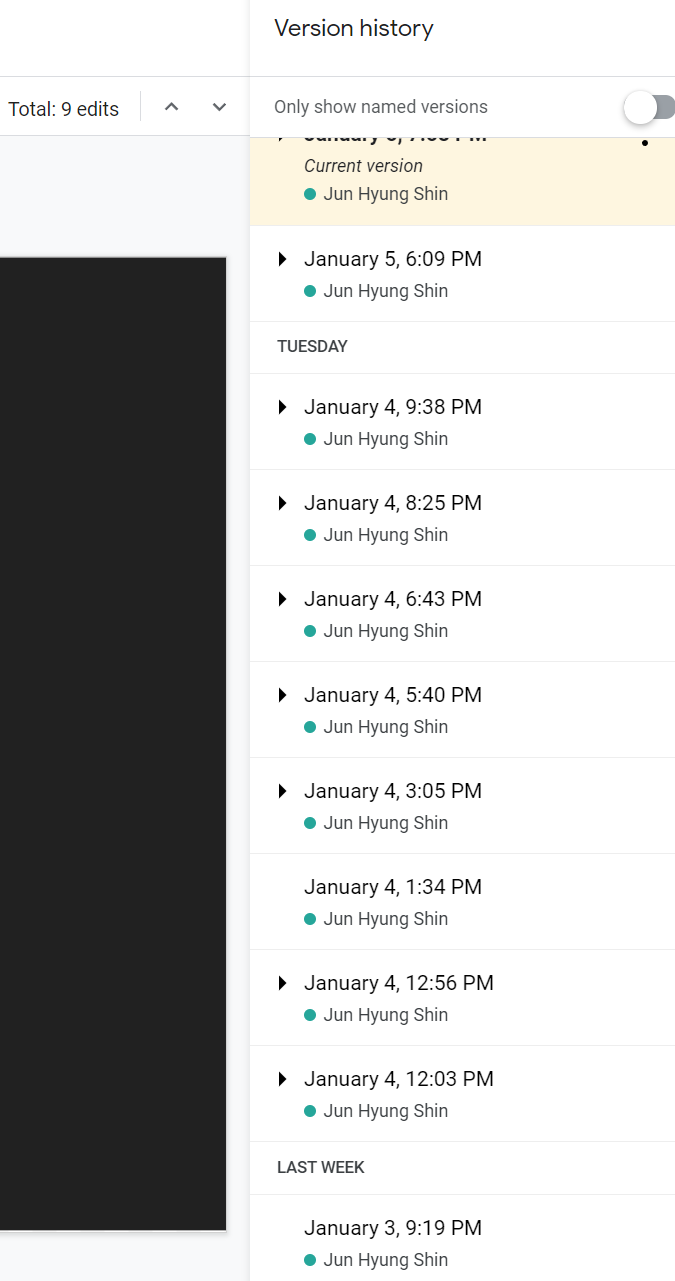 Version history
Total: 9 edits
Only show named versions
Current version
Jun Hyung Shin
January 5, 6:09 PM
Jun Hyung Shin
TUESDAY
January 4, 9:38 PM
Jun Hyung Shin
January 4, 8:25 PM
Jun Hyung Shin
January 4, 6:43 PM
Jun Hyung Shin
January 4, 5:40 PM
Jun Hyung Shin
January 4, 3:05 PM
Jun Hyung Shin
January 4, 1:34 PM
Jun Hyung Shin
January 4, 12:56 PM
Jun Hyung Shin
January 4, 12:03 PM
Jun Hyung Shin
LAST WEEK
January 3, 9:19 PM
Jun Hyung Shin